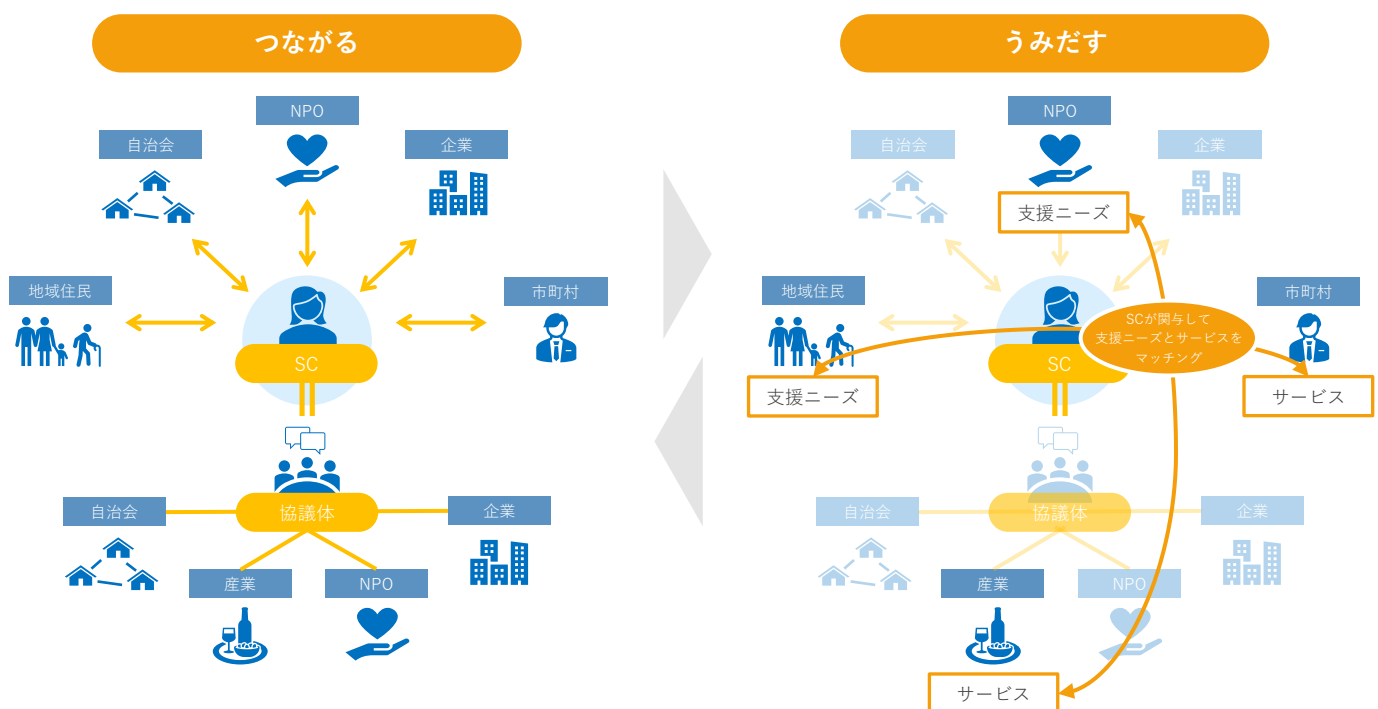 つながる
NPO
自治会
企業
地域住民
市町村
SC
協議体
自治会
企業
産業
NPO
うみだす
NPO
自治会
企業
支援ニーズ
地域住民
市町村
SCが関与して
支援ニーズとサービスを
マッチング
SC
支援ニーズ
サービス
協議体
自治会
企業
産業
NPO
サービス